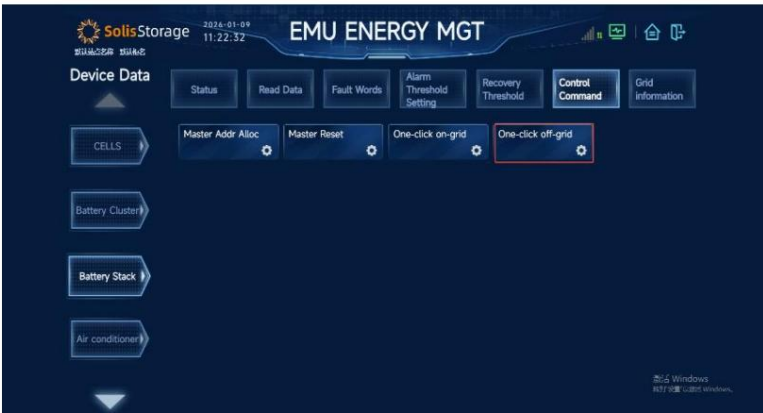 SolisStorage
2026-01-09
11:22:32
EMU ENERGY MGT
Device Data
Status
Read Data
Fault Words
Alarm
Threshold
Setting
Recovery
Threshold
Control
Command
Grid
information
CELLS
Master Addr Alloc
Master Reset
One-click on-grid
One-click off-grid
Battery Cluster
Battery Stack
Air conditioner
Windows
Windows